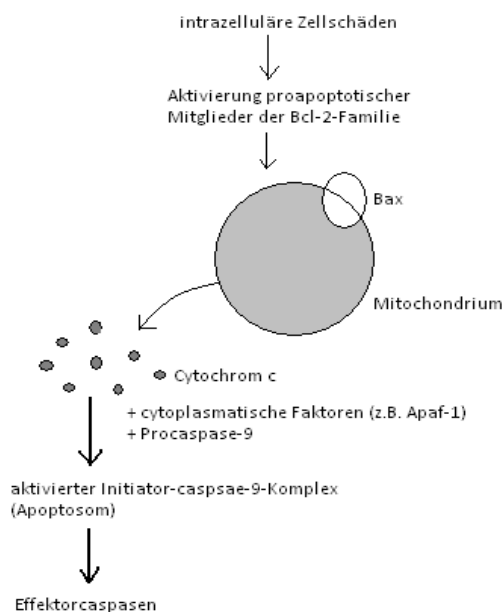 intrazelluläre Zellschäden
Aktivierung proapoptotischer
Mitglieder der Bcl-2-Familie
Bax
Mitochondrium
Cytochrom c
+ cytoplasmatische Faktoren (z.B. Apaf-1)
+ Procaspase-9
aktivierter Initiator-caspsae-9-Komplex
(Apoptosom)
Effektorcaspasen